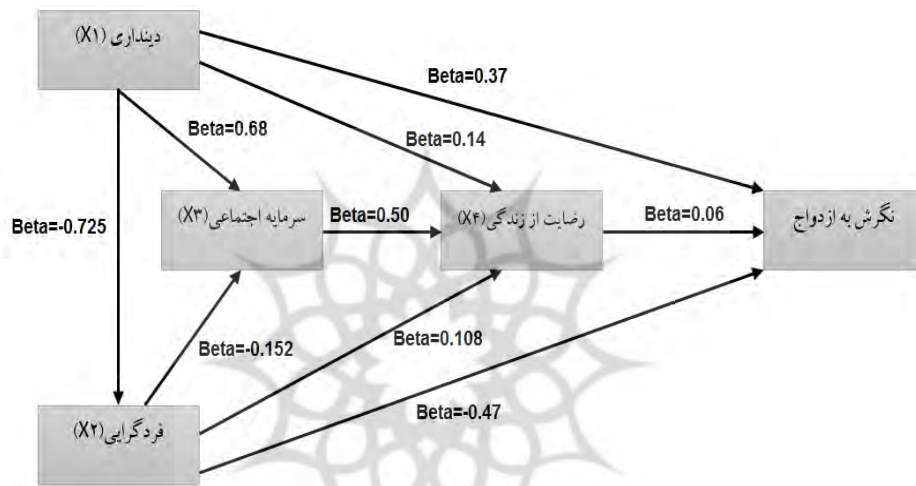 دینداری (X۱)
Beta=0.37
Beta=0.68
Beta=0.14
Beta=-0.725
سرمایه اجتماعی(X۳)
Beta=0.50
رضایت از زندگی(X۴)
Beta=0.06
نگرش به ازدواج
Beta=-0.152
Beta=0.108
Beta=-0.47
فردگرایی(X۲)